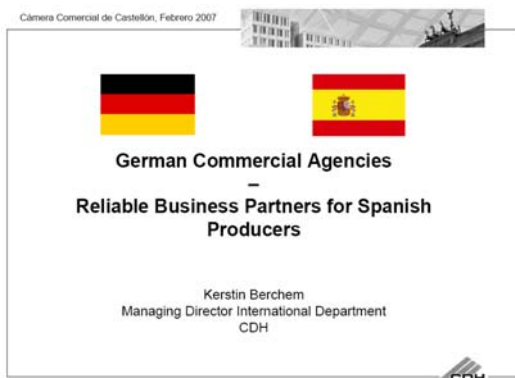 Cámera Comercial de Castellón, Febrero 2007
German Commercial Agencies
–
Reliable Business Partners for Spanish
Producers
Kerstin Berchem
Managing Director International Department
CDH
CDH